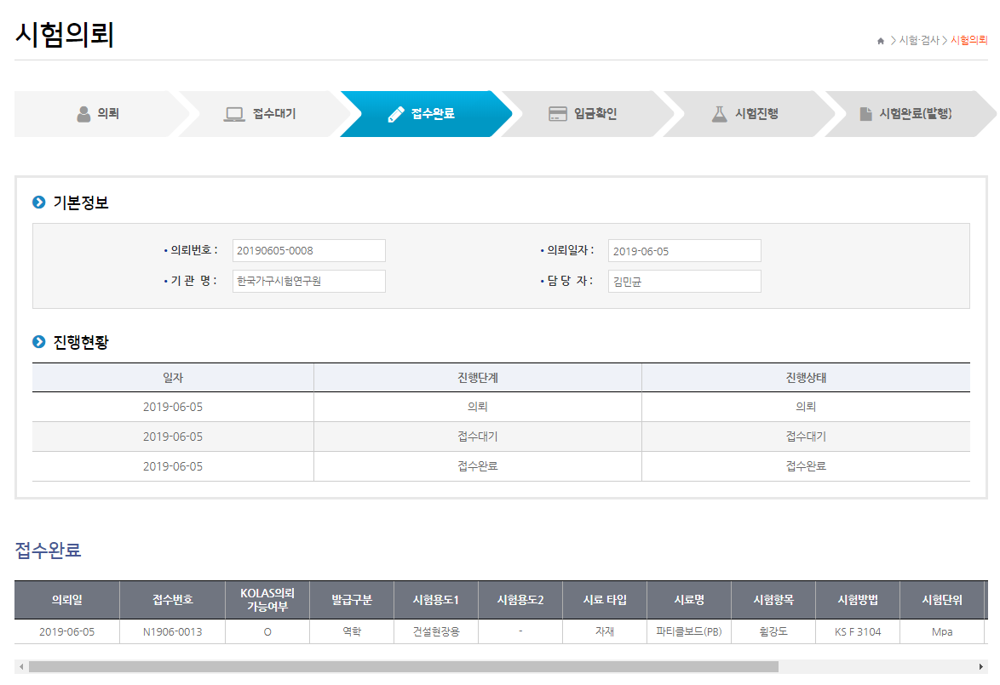 시험의뢰
> 시험·검사 > 시험의뢰
의뢰 접수대기 접수완료 입금확인 시험진행 시험완료(발행)
기본정보
• 의뢰번호 : 20190605-0008 • 의뢰일자 : 2019-06-05
• 기 관 명 : 한국가구시험연구원 • 담 당 자 : 김민균
진행현황
일자 진행단계 진행상태
2019-06-05 의뢰 의뢰
2019-06-05 접수대기 접수대기
2019-06-05 접수완료 접수완료
접수완료
의뢰일 접수번호 KOLAS의뢰 가능여부 발급구분 시험용도1 시험용도2 시료 타입 시료명 시험항목 시험방법 시험단위
2019-06-05 N1906-0013 O 역학 건설현장용 - 자재 파티클보드(PB) 휨강도 KS F 3104 Mpa